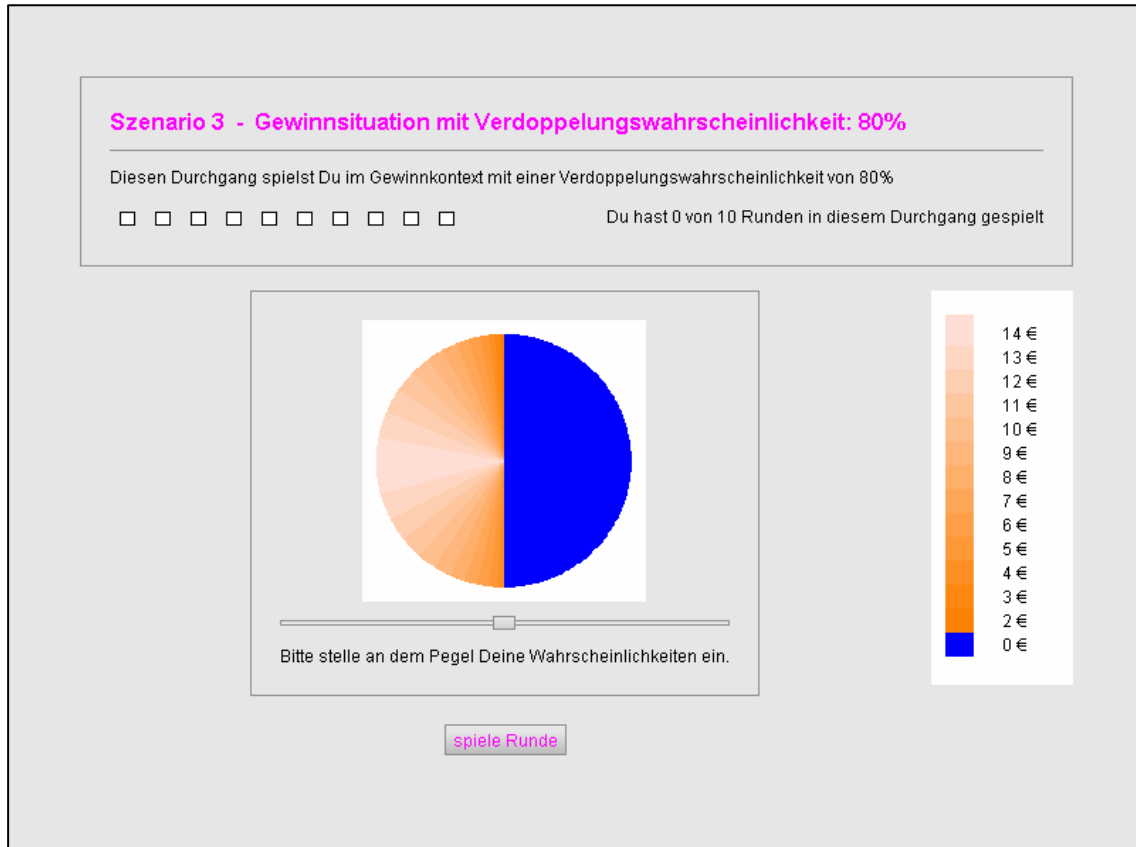 Szenario 3 - Gewinnsituation mit Verdoppelungswahrscheinlichkeit: 80%
Diesen Durchgang spielst Du im Gewinnkontext mit einer Verdoppelungswahrscheinlichkeit von 80%
Du hast 0 von 10 Runden in diesem Durchgang gespielt
14 €
13 €
12 €
11 €
10 €
9 €
8 €
7 €
6 €
5 €
4 €
3 €
2 €
0 €
Bitte stelle an dem Pegel Deine Wahrscheinlichkeiten ein.
spiele Runde